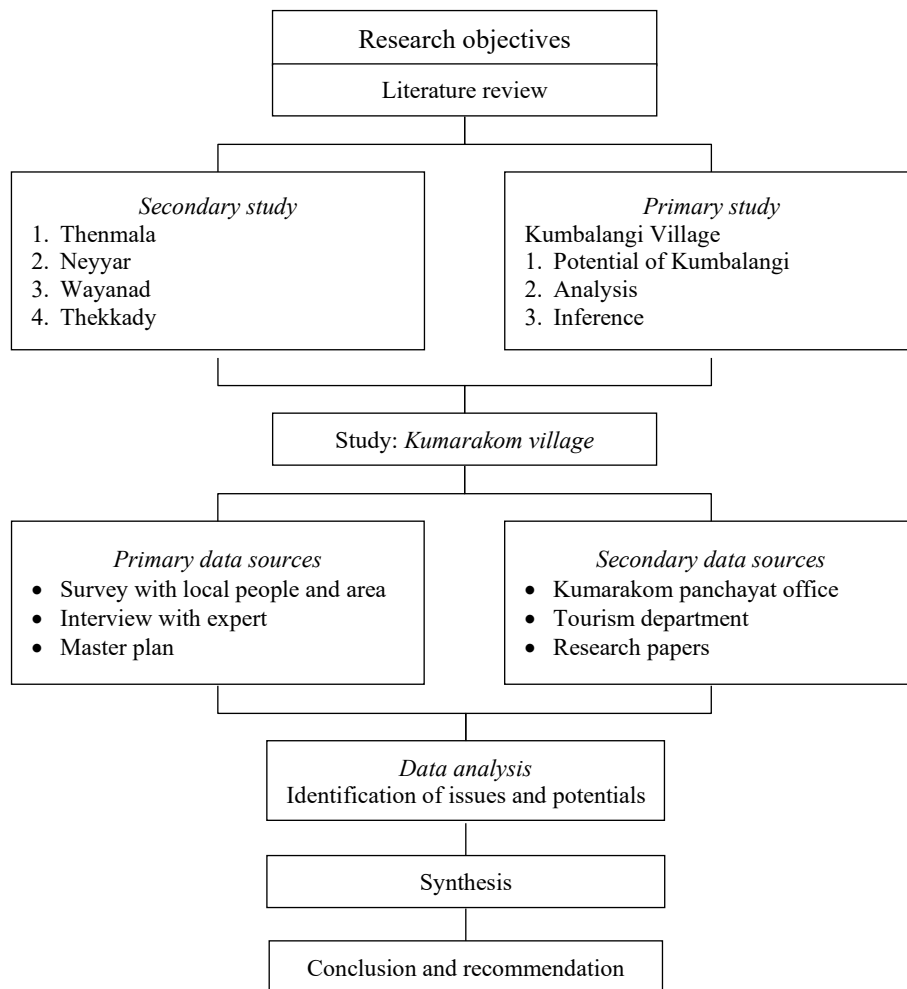 Research objectives
Literature review
Secondary study
1. Thenmala
2. Neyyar
3. Wayanad
4. Thekkady
Primary study
Kumbalangi Village
1. Potential of Kumbalangi
2. Analysis
3. Inference
Study: Kumarakom village
Primary data sources
• Survey with local people and area
• Interview with expert
• Master plan
Secondary data sources
• Kumarakom panchayat office
• Tourism department
• Research papers
Data analysis
Identification of issues and potentials
Synthesis
Conclusion and recommendation